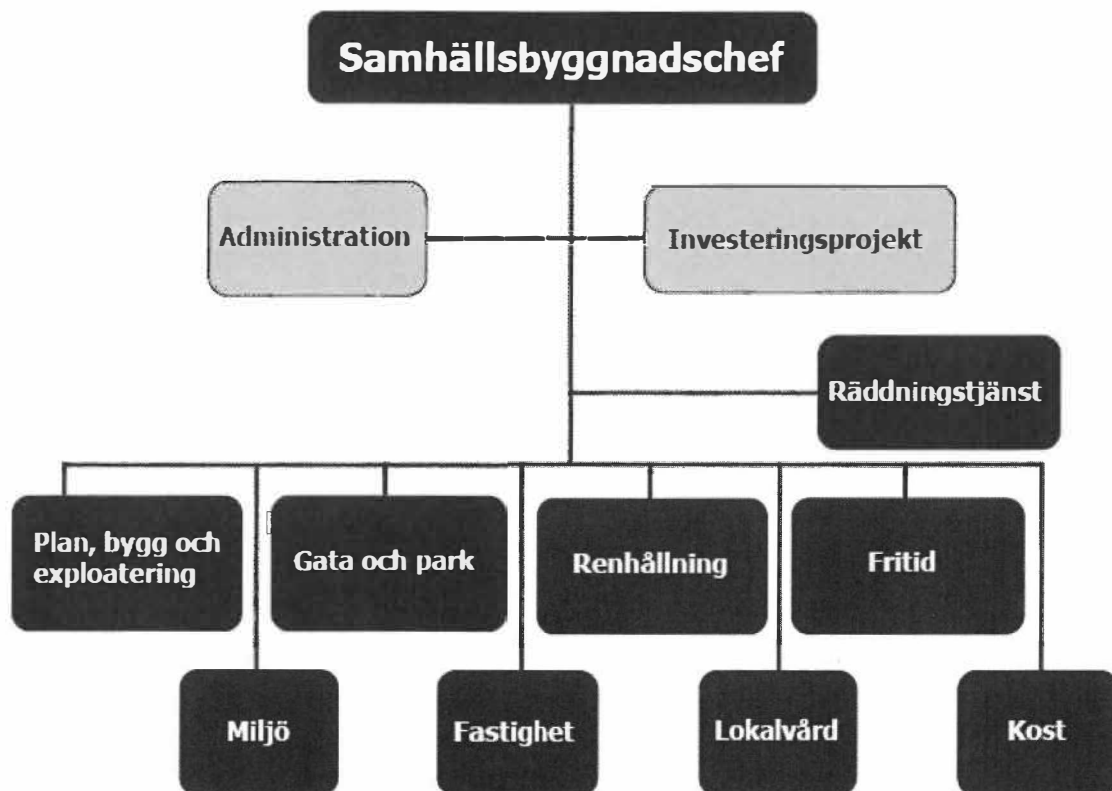 Samhällsbyggnadschef
Administration
Investeringsprojekt
Räddningstjänst
Plan, bygg och
exploatering
Gata och park
Renhållning
Fritid
Miljö
Fastighet
Lokalvård
Kost